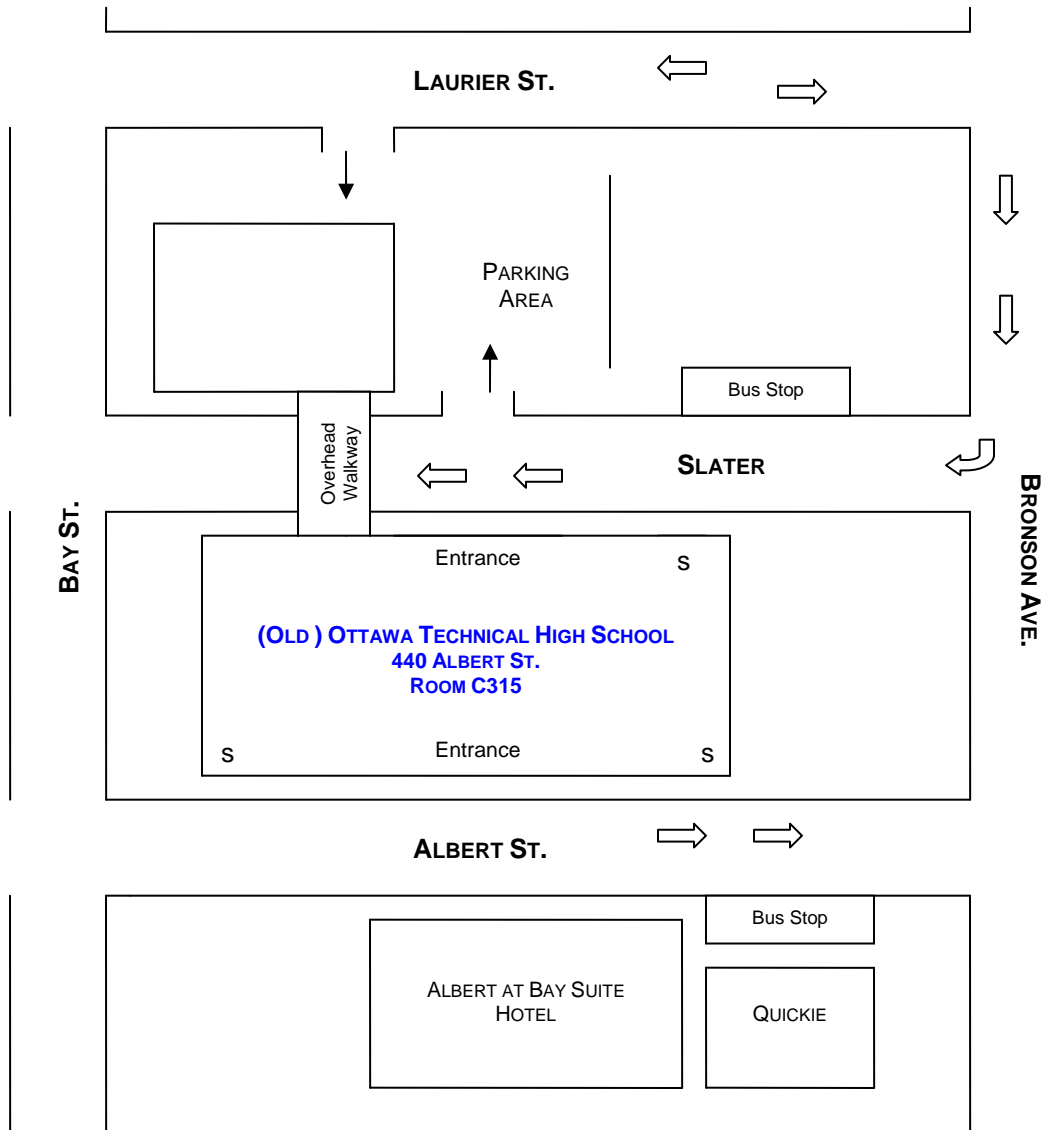 LAURIER ST.
PARKING
AREA
Bus Stop
Overhead
Walkway
SLATER
BAY ST.
BRONSON AVE.
Entrance
S
(OLD ) OTTAWA TECHNICAL HIGH SCHOOL
440 ALBERT ST.
ROOM C315
S
Entrance
S
ALBERT ST.
Bus Stop
ALBERT AT BAY SUITE
HOTEL
QUICKIE